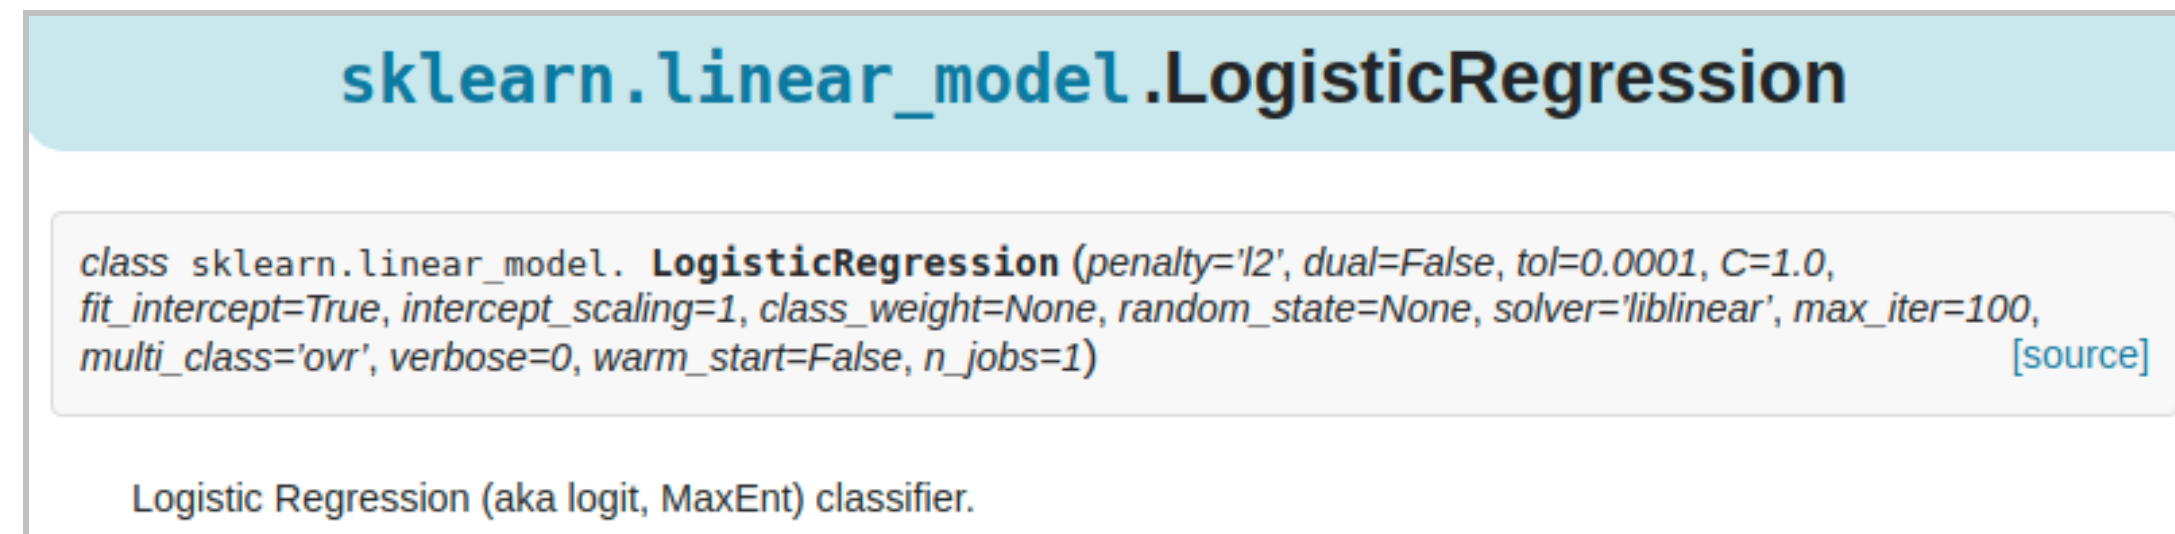 sklearn.linear_model.LogisticRegression
class sklearn.linear_model. LogisticRegression (penalty=’l2’, dual=False, tol=0.0001, C=1.0,
fit_intercept=True, intercept_scaling=1, class_weight=None, random_state=None, solver=’liblinear’, max_iter=100,
multi_class=’ovr’, verbose=0, warm_start=False, n_jobs=1) [source]
Logistic Regression (aka logit, MaxEnt) classifier.